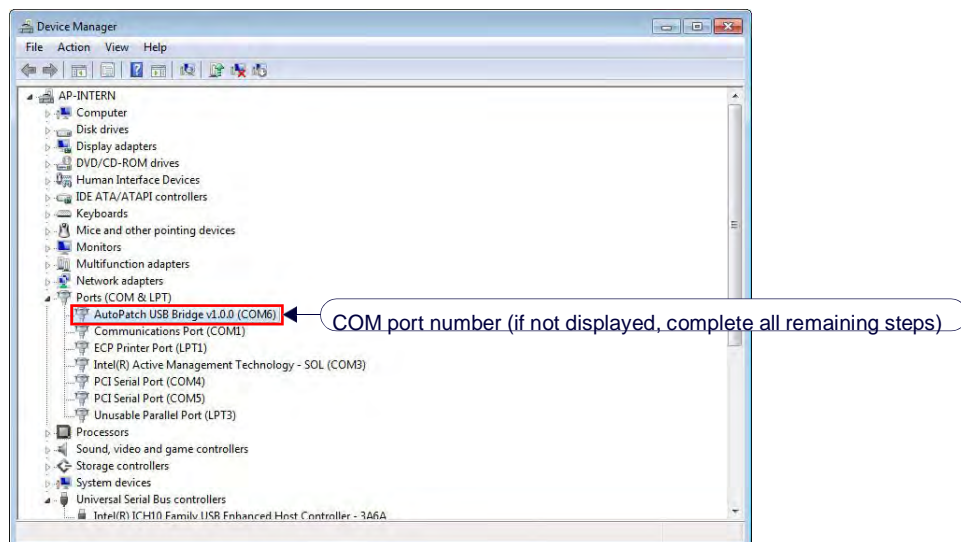 Device Manager
File Action View Help
AP-INTERN
Computer
Disk drives
Display adapters
DVD/CD-ROM drives
Human Interface Devices
IDE ATA/ATAPI controllers
Keyboards
Mice and other pointing devices
Monitors
Multifunction adapters
Network adapters
Ports (COM & LPT)
AutoPatch USB Bridge v1.0.0 (COM6)
COM port number (if not displayed, complete all remaining steps)
Communications Port (COM1)
ECP Printer Port (LPT1)
Intel(R) Active Management Technology - SOL (COM3)
PCI Serial Port (COM4)
PCI Serial Port (COM5)
Unusable Parallel Port (LPT3)
Processors
Sound, video and game controllers
Storage controllers
System devices
Universal Serial Bus controllers
Intel(R) ICH10 Family USB Enhanced Host Controller - 3A6A